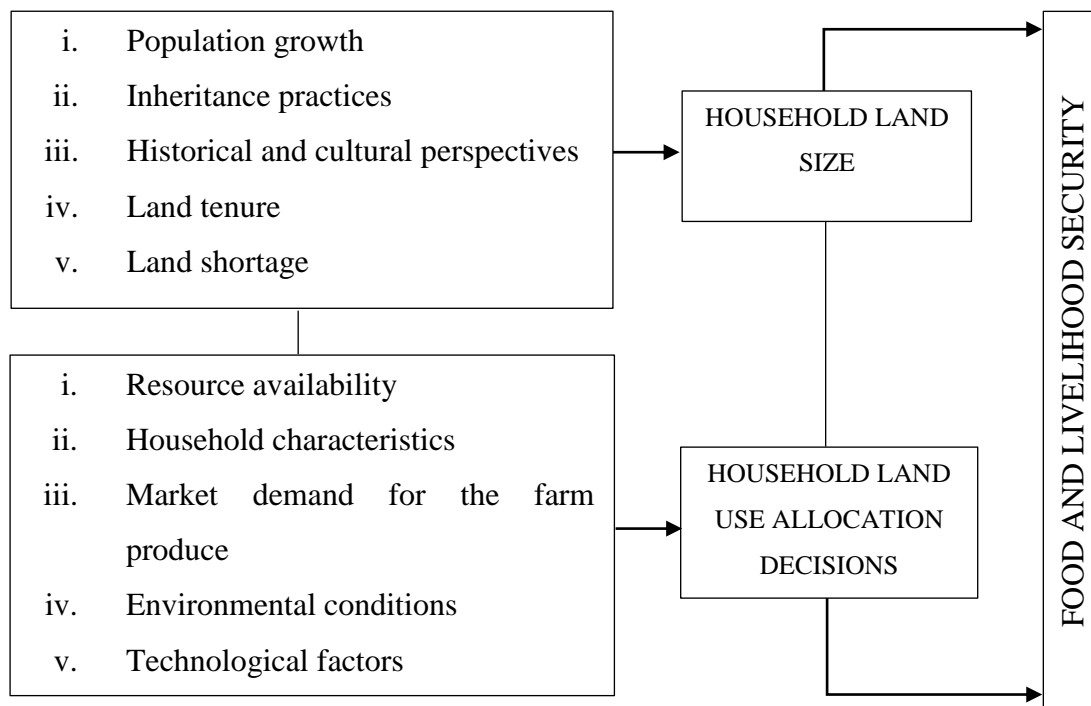 i. Population growth
ii. Inheritance practices
iii. Historical and cultural perspectives
iv. Land tenure
v. Land shortage
HOUSEHOLD LAND
SIZE
i. Resource availability
ii. Household characteristics
iii. Market demand for the farm
produce
iv. Environmental conditions
v. Technological factors
HOUSEHOLD LAND
USE ALLOCATION
DECISIONS
FOOD AND LIVELIHOOD SECURITY